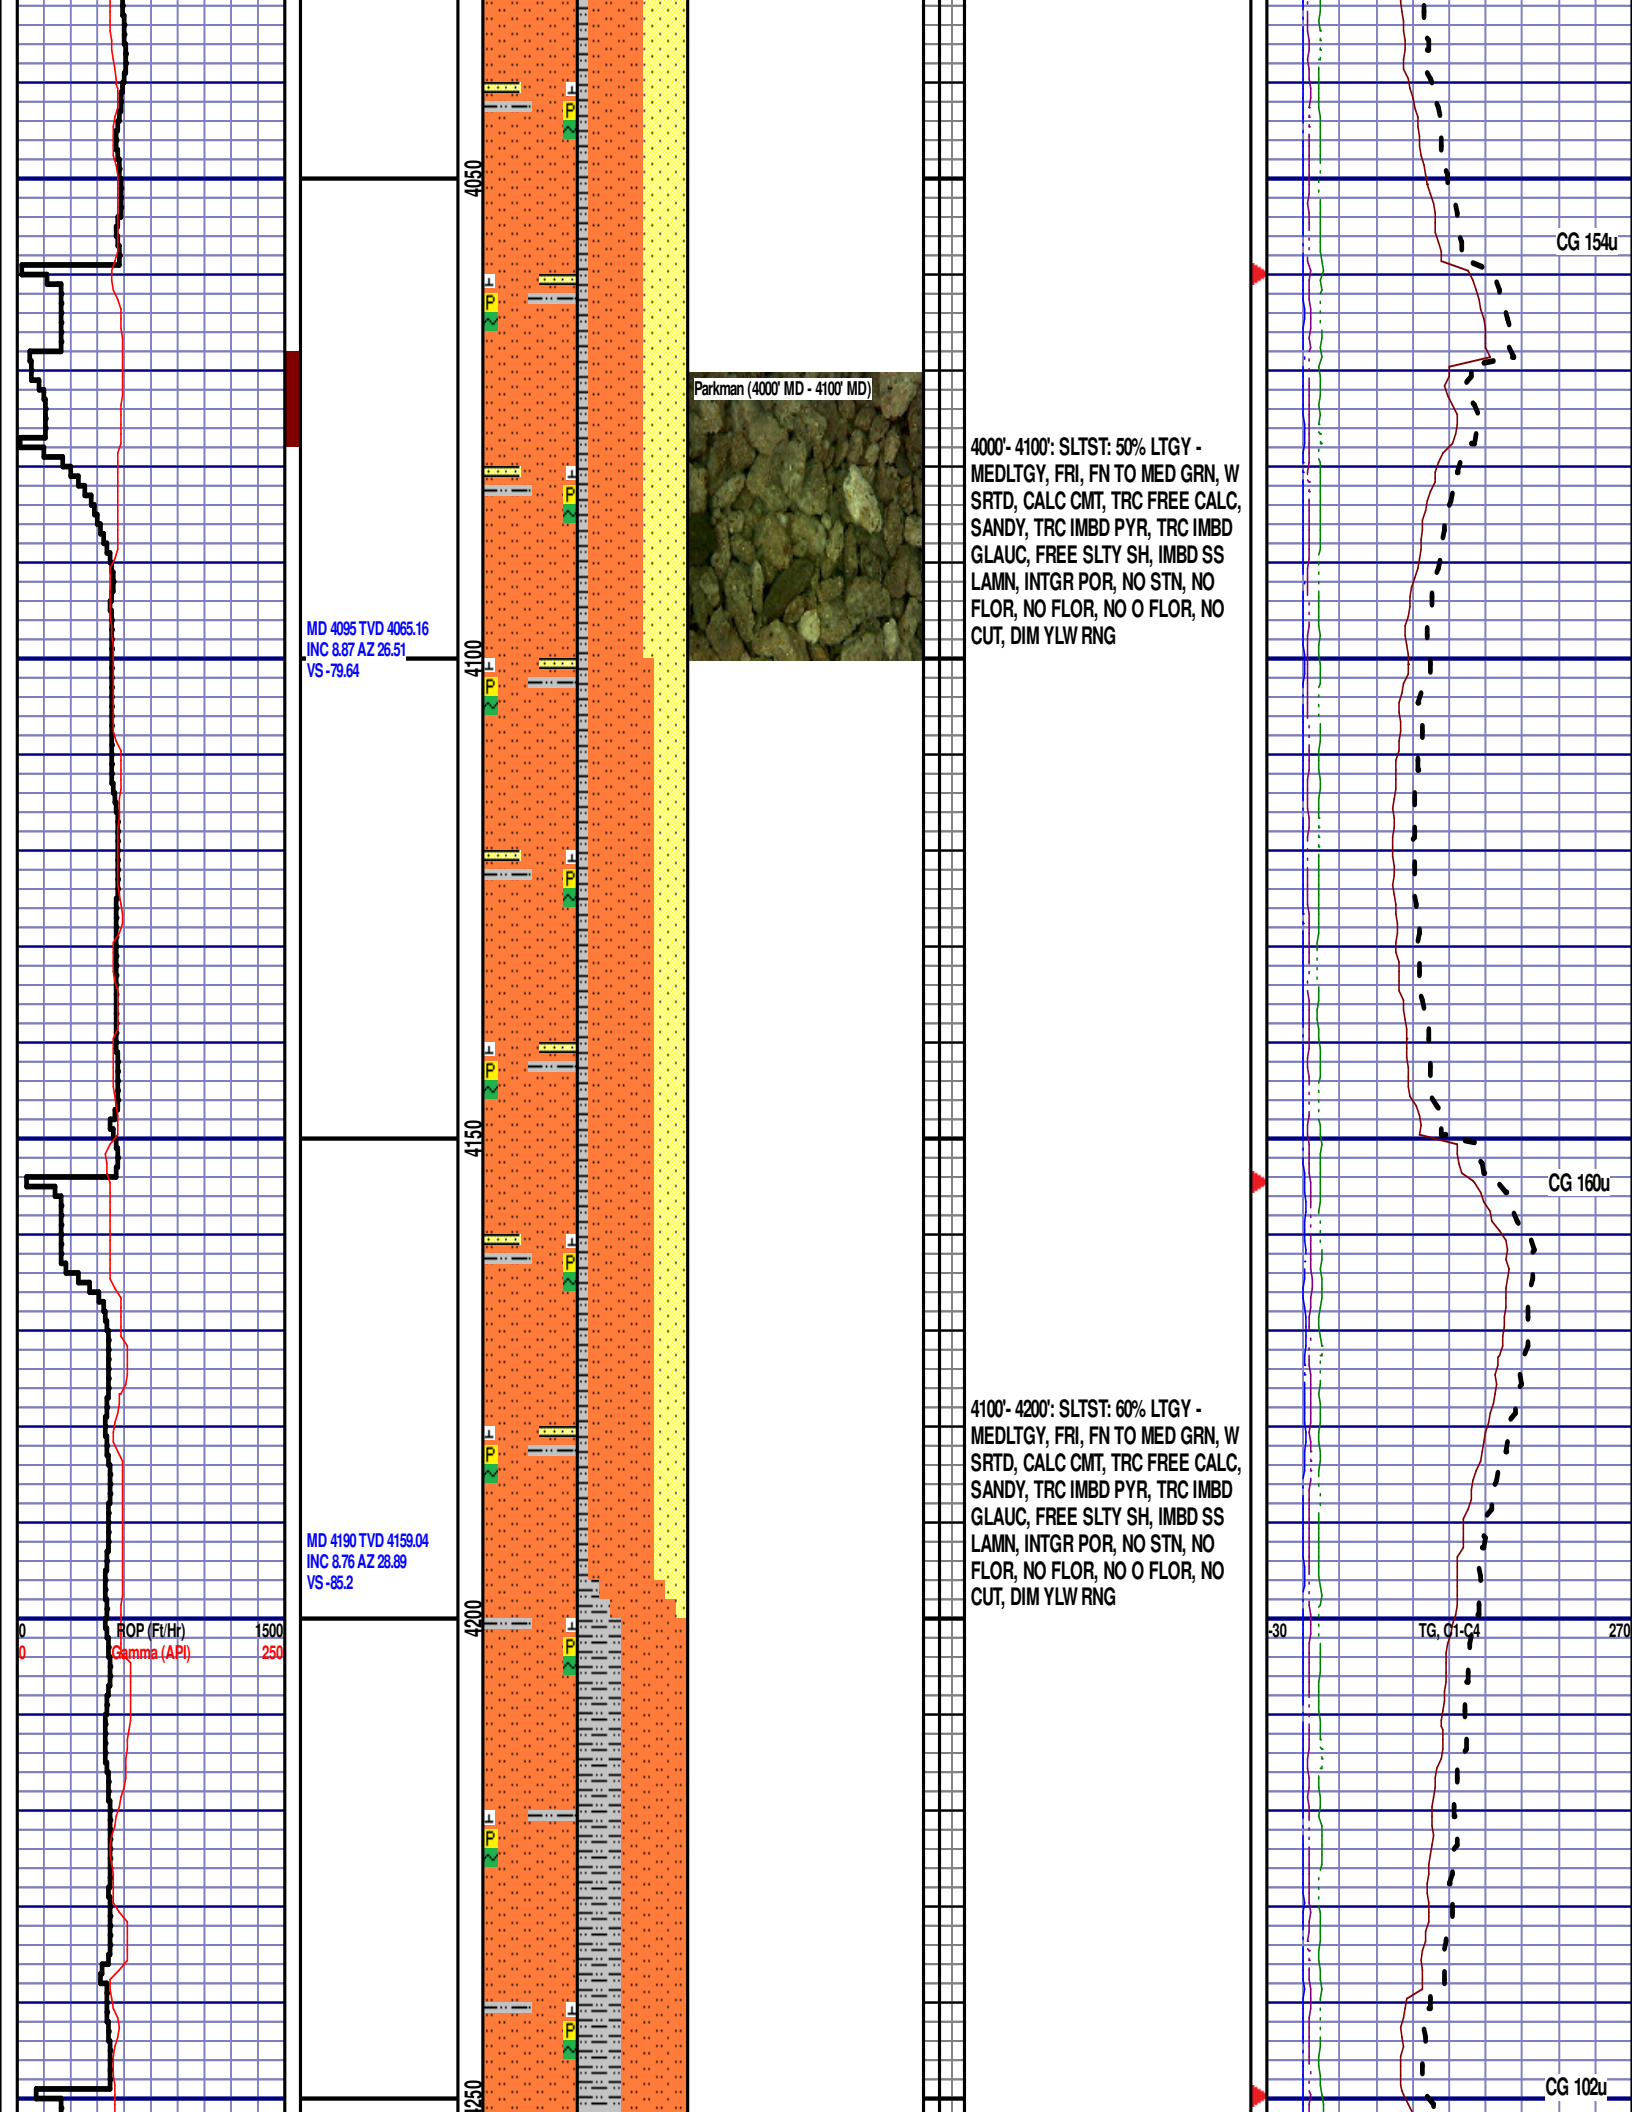 4050
CG 154u
Parkman (4000' MD - 4100' MD)
4000'- 4100': SLTST: 50% LTGY -
MEDLTGY, FRI, FN TO MED GRN, W
SRTD, CALC CMT, TRC FREE CALC,
SANDY, TRC IMBD PYR, TRC IMBD
GLAUC, FREE SLTY SH, IMBD SS
LAMN, INTGR POR, NO STN, NO
FLOR, NO FLOR, NO O FLOR, NO
CUT, DIM YLW RNG
MD 4095 TVD 4065.16
INC 8.87 AZ 26.51
VS -79.64
4100
4150
CG 160u
4100'- 4200': SLTST: 60% LTGY -
MEDLTGY, FRI, FN TO MED GRN, W
SRTD, CALC CMT, TRC FREE CALC,
SANDY, TRC IMBD PYR, TRC IMBD
GLAUC, FREE SLTY SH, IMBD SS
LAMN, INTGR POR, NO STN, NO
FLOR, NO FLOR, NO O FLOR, NO
CUT, DIM YLW RNG
MD 4190 TVD 4159.04
INC 8.76 AZ 28.89
VS -85.2
4200
0 ROP (Ft/Hr) 1500
0 Gamma (API) 250
-30 TG, C1-C4 270
P
P
P
P
P
P
P
P
P
P
P
CG 102u
4250